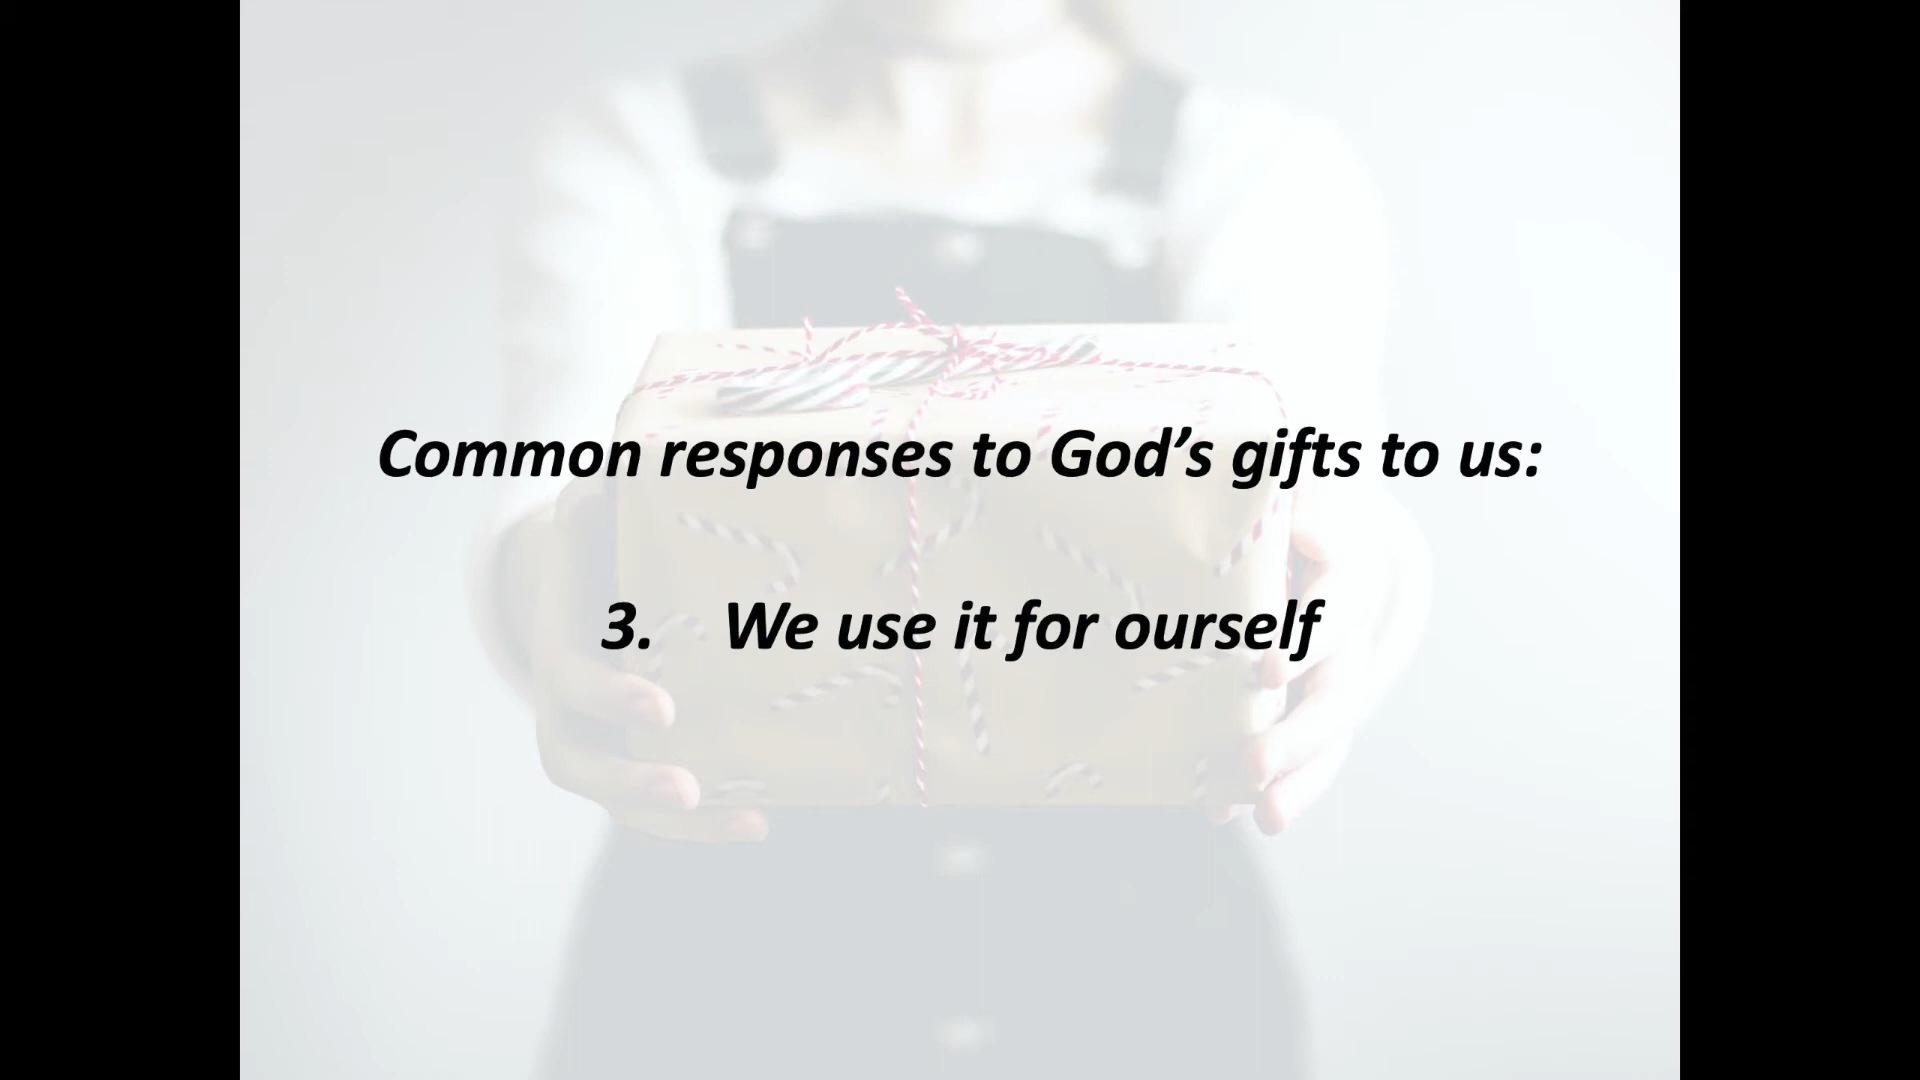 Common responses to God’s gifts to us:
3. We use it for ourself